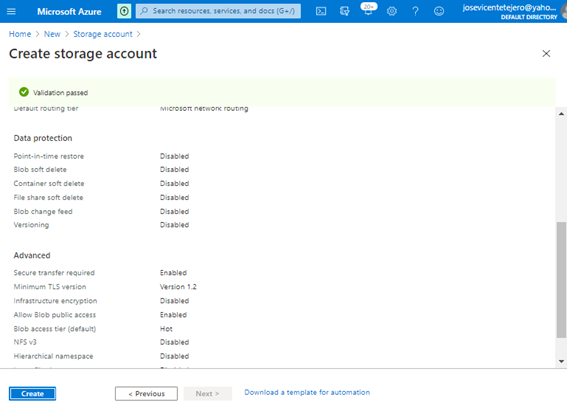 Microsoft Azure
Search resources, services, and docs (G+/)
20+
josevicentetejero@yaho...
DEFAULT DIRECTORY
Home > New > Storage account >
Create storage account
Validation passed
Default routing tier Microsoft network routing
Data protection
Point-in-time restore Disabled
Blob soft delete Disabled
Container soft delete Disabled
File share soft delete Disabled
Blob change feed Disabled
Versioning Disabled
Advanced
Secure transfer required Enabled
Minimum TLS version Version 1.2
Infrastructure encryption Disabled
Allow Blob public access Enabled
Blob access tier (default) Hot
NFS v3 Disabled
Hierarchical namespace Disabled
Create
< Previous
Next >
Download a template for automation